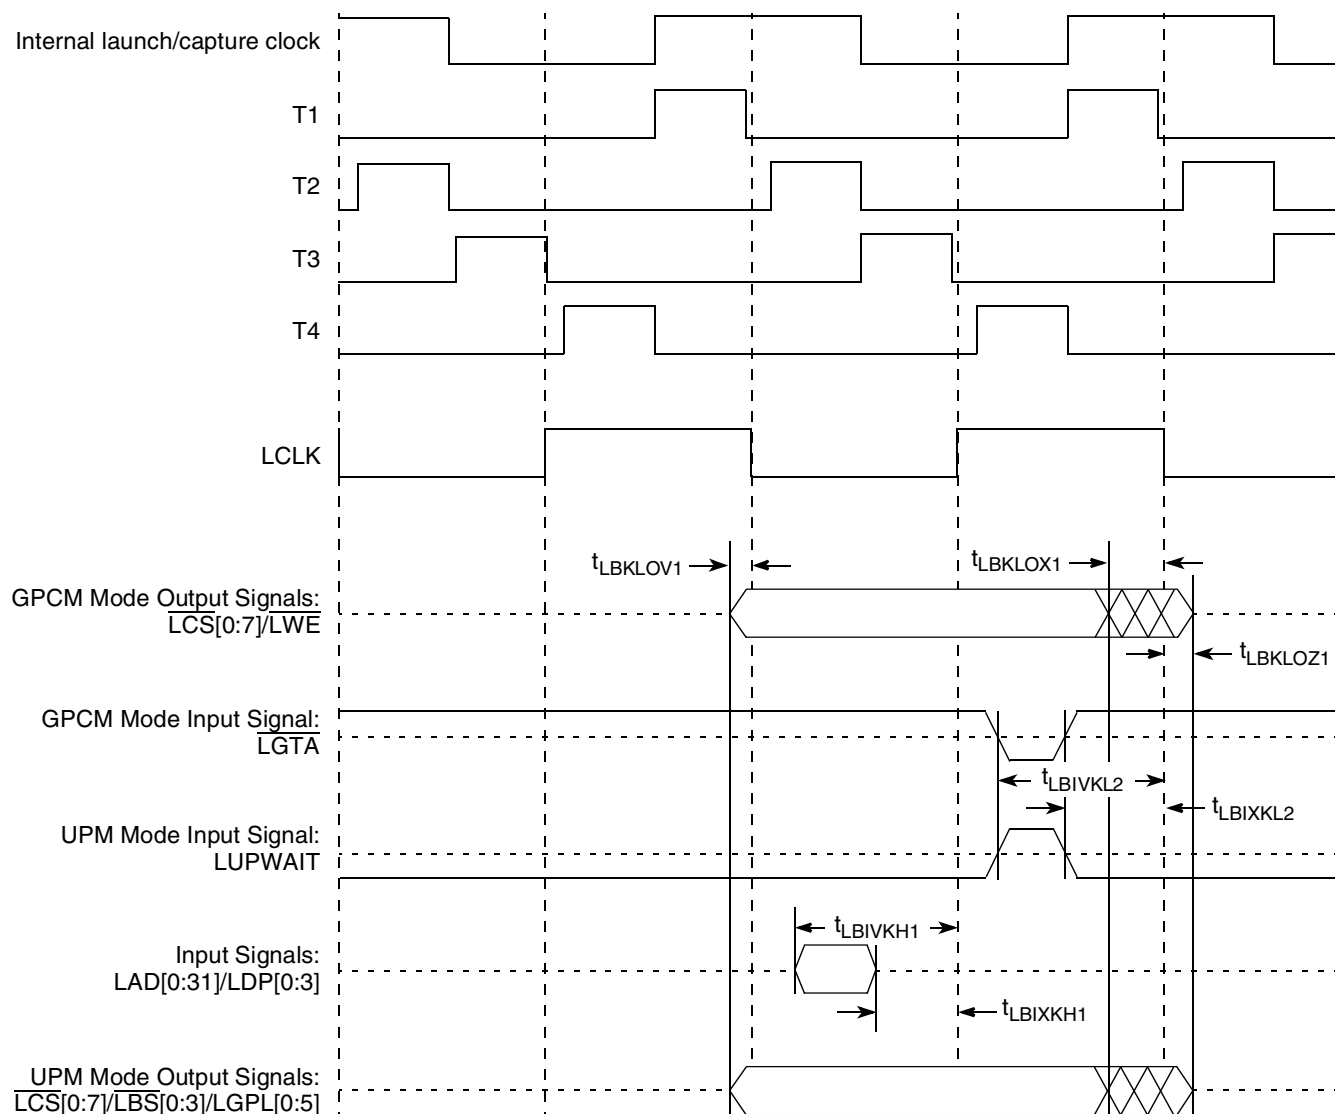 Internal launch/capture clock
T1
T2
T3
T4
LCLK
tLBKLOV1
tLBKLOX1
GPCM Mode Output Signals:
LCS[0:7]/LWE
tLBKLOZ1
GPCM Mode Input Signal:
LGTA
tLBIVKL2
tLBIXKL2
UPM Mode Input Signal:
LUPWAIT
tLBIVKH1
Input Signals:
LAD[0:31]/LDP[0:3]
tLBIXKH1
UPM Mode Output Signals:
LCS[0:7]/LBS[0:3]/LGPL[0:5]